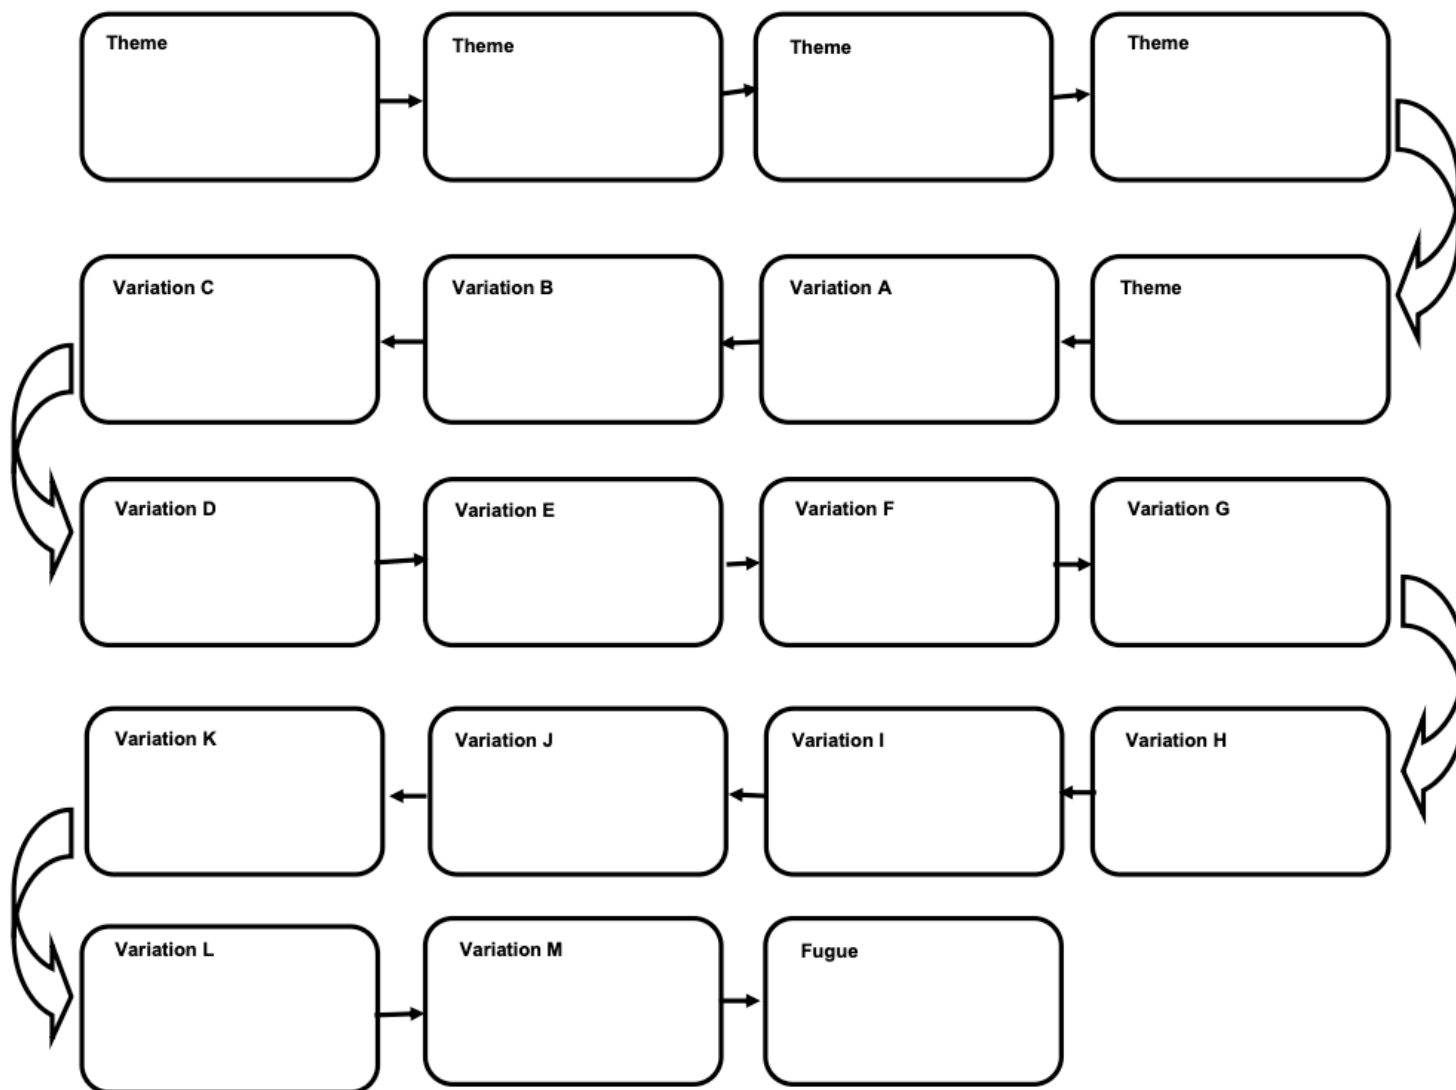 Theme
Theme
Theme
Theme
Variation C
Variation B
Variation A
Theme
Variation D
Variation E
Variation F
Variation G
Variation K
Variation J
Variation I
Variation H
Variation L
Variation M
Fugue